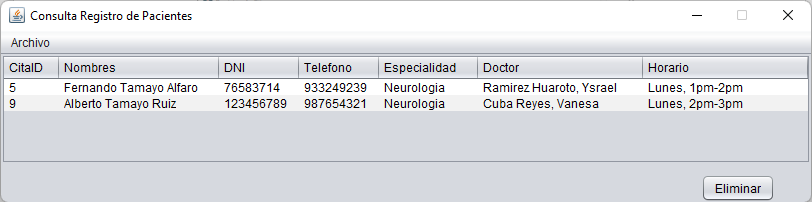 Consulta Registro de Pacientes
Archivo
CitaID Nombres DNI Telefono Especialidad Doctor Horario
5 Fernando Tamayo Alfaro 76583714 933249239 Neurologia Ramirez Huaroto, Ysrael Lunes, 1pm-2pm
9 Alberto Tamayo Ruiz 123456789 987654321 Neurologia Cuba Reyes, Vanesa Lunes, 2pm-3pm
Eliminar